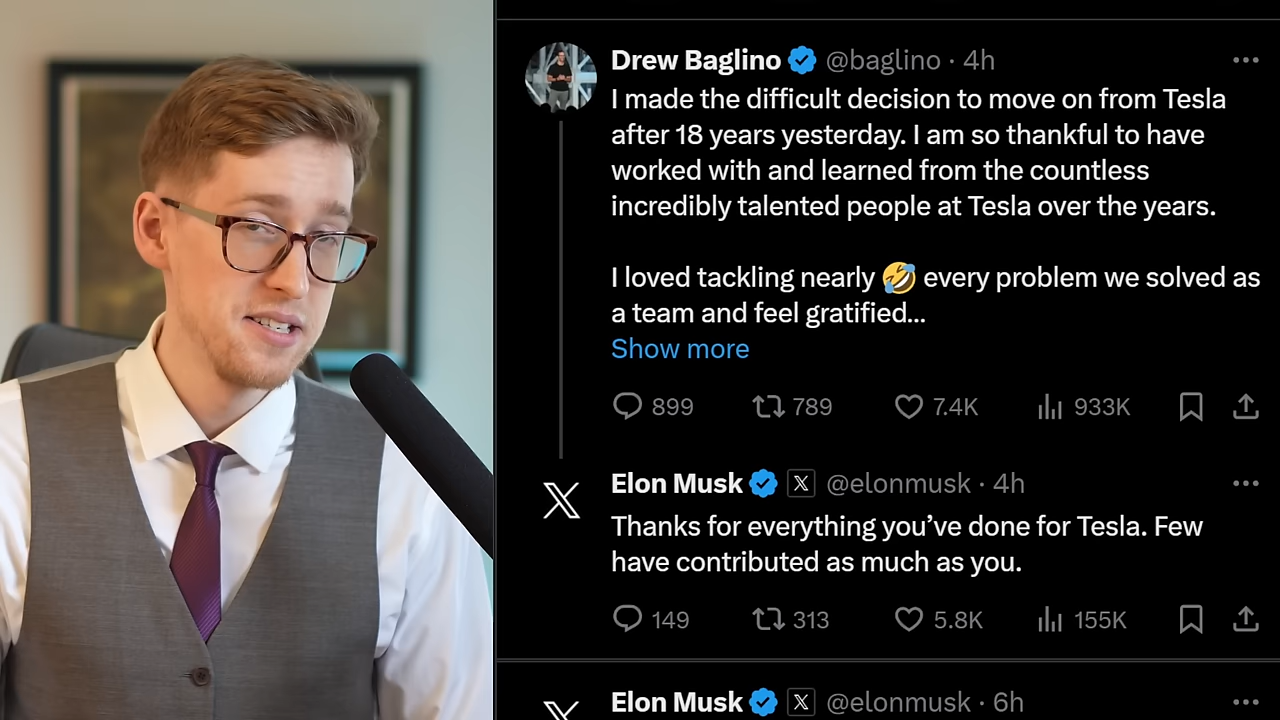 Drew Baglino @baglino · 4h
I made the difficult decision to move on from Tesla
after 18 years yesterday. I am so thankful to have
worked with and learned from the countless
incredibly talented people at Tesla over the years.
I loved tackling nearly 🤣 every problem we solved as
a team and feel gratified...
Show more
899 789 7.4K 933K
Elon Musk X @elonmusk · 4h
Thanks for everything you’ve done for Tesla. Few
have contributed as much as you.
149 313 5.8K 155K
Elon Musk X @elonmusk · 6h